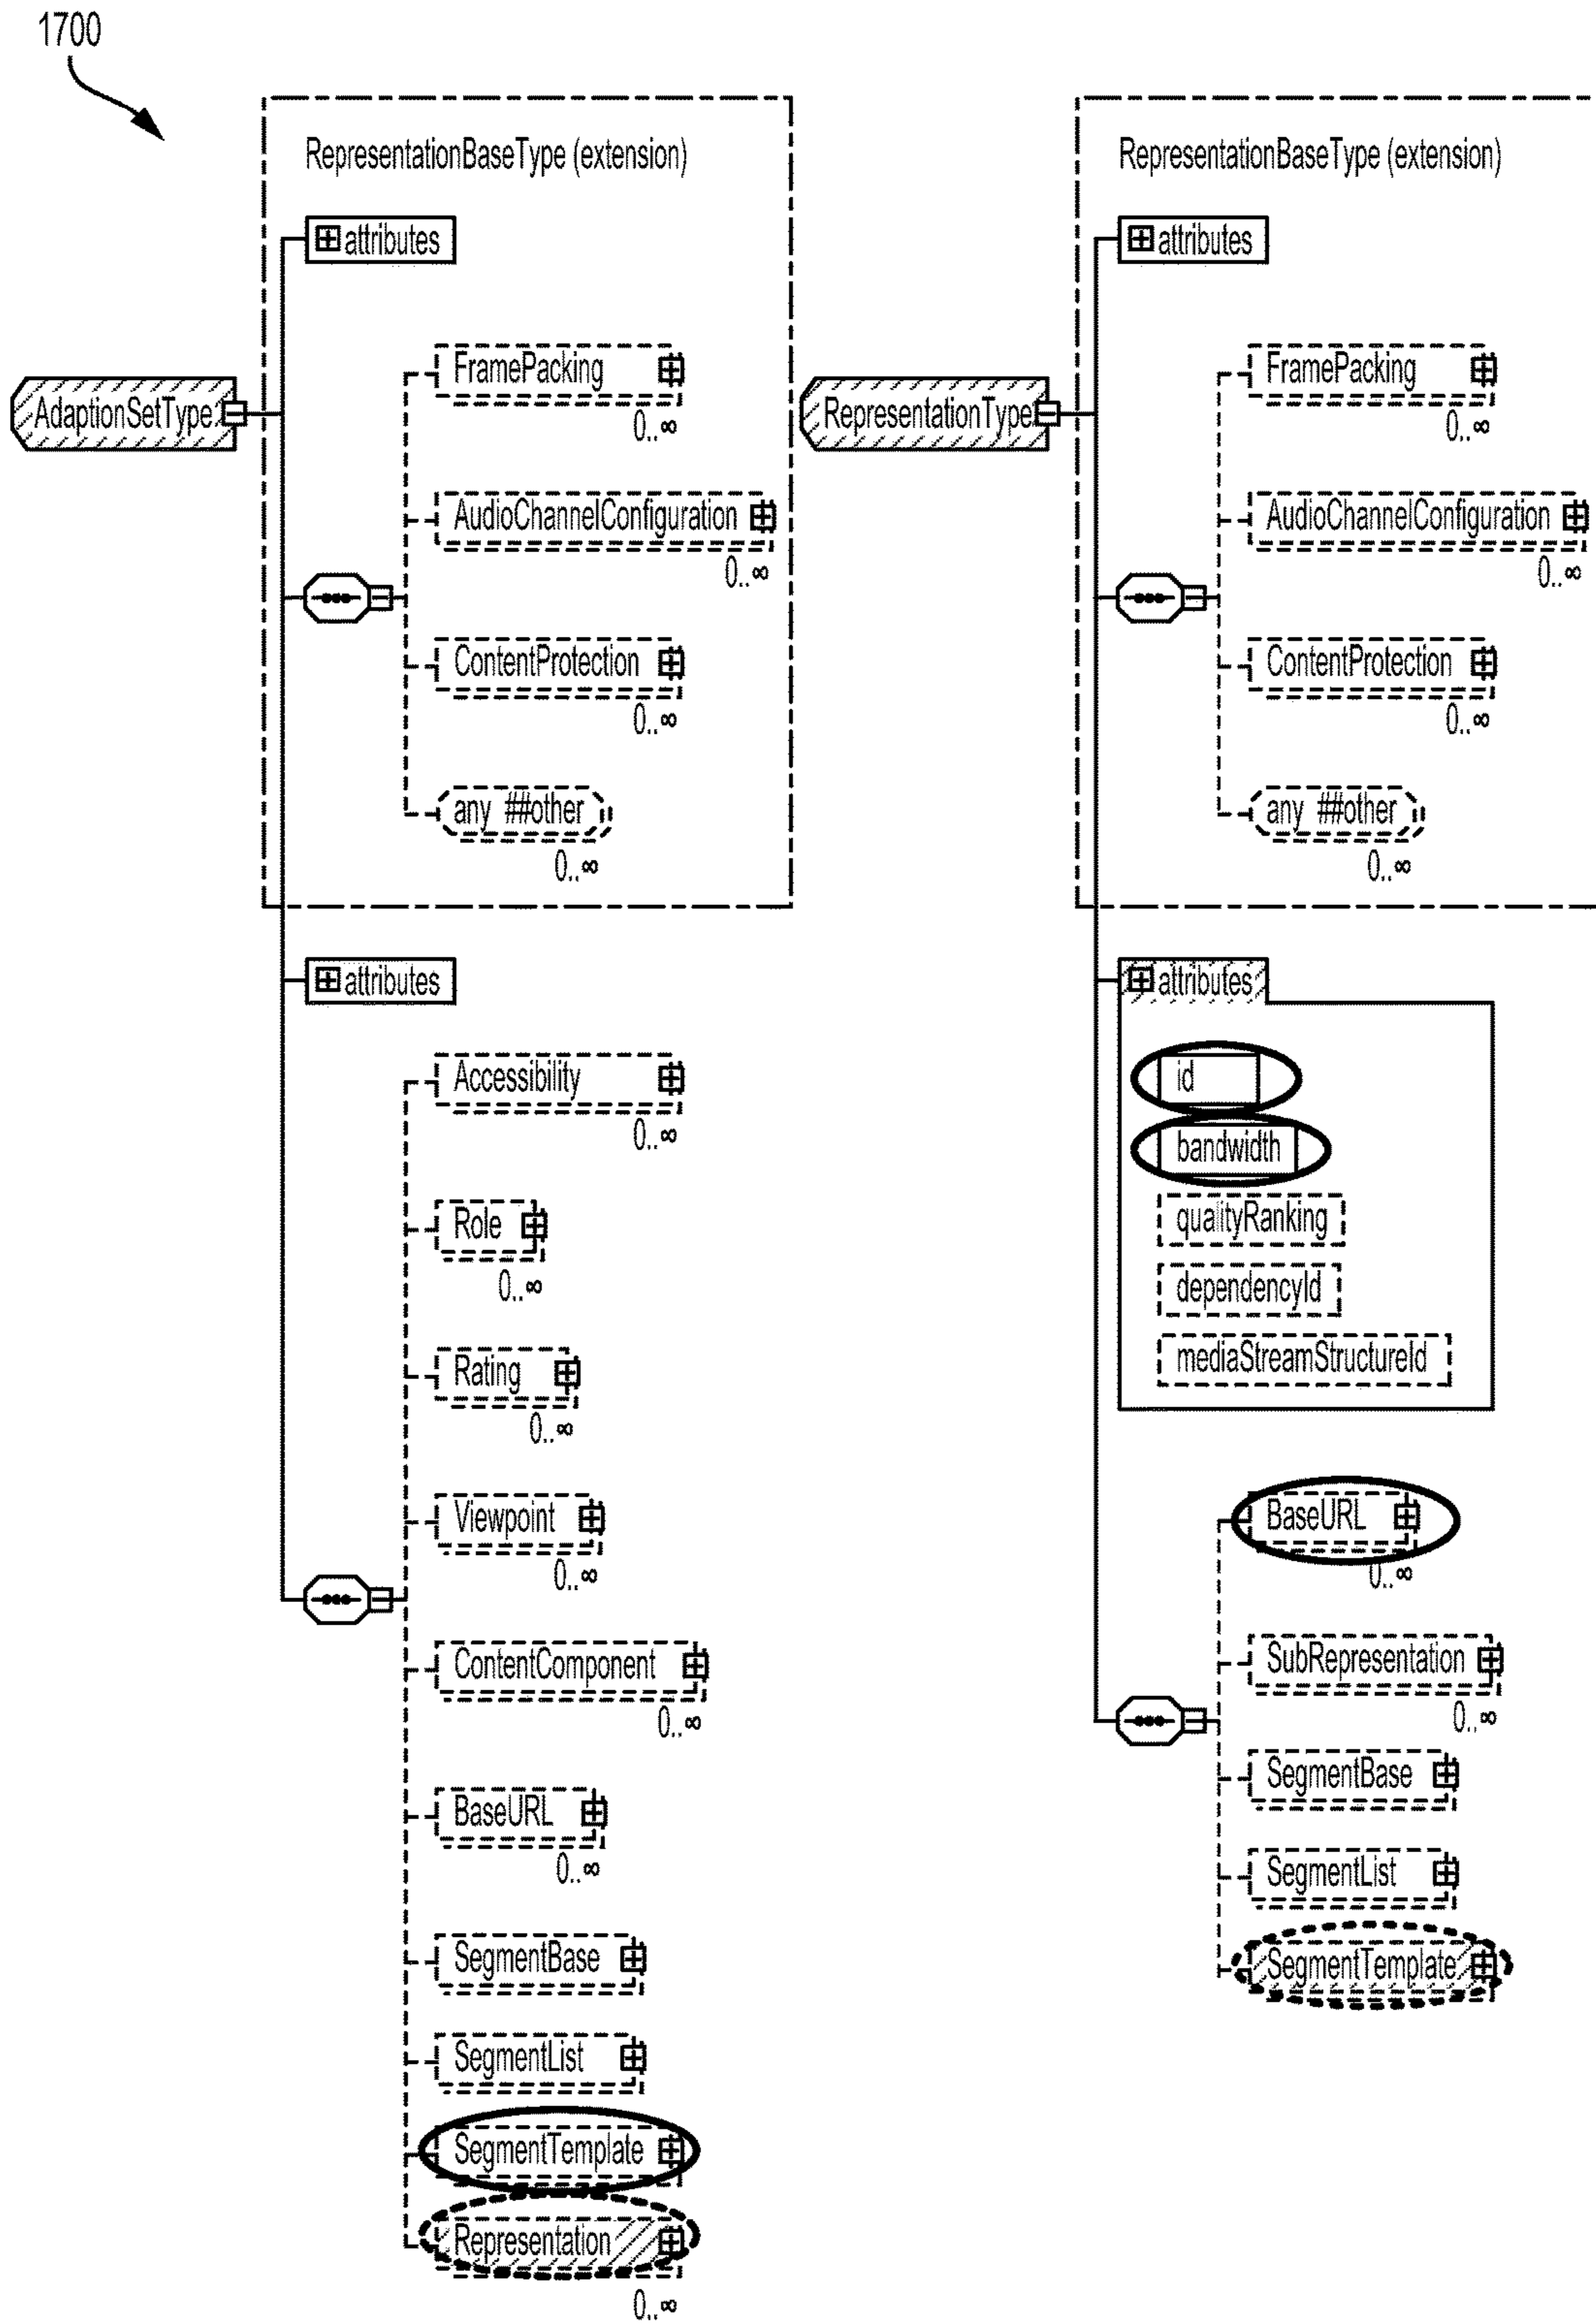 1700
RepresentationBaseType (extension)
attributes
AdaptionSetType
FramePacking
0..∞
AudioChannelConfiguration
0..∞
ContentProtection
0..∞
any ##other
0..∞
attributes
Accessibility
0..∞
Role
0..∞
Rating
0..∞
Viewpoint
0..∞
ContentComponent
0..∞
BaseURL
0..∞
SegmentBase
SegmentList
SegmentTemplate
Representation
0..∞
RepresentationBaseType (extension)
attributes
RepresentationType
FramePacking
0..∞
AudioChannelConfiguration
0..∞
ContentProtection
0..∞
any ##other
0..∞
attributes
id
bandwidth
qualityRanking
dependencyId
mediaStreamStructureId
BaseURL
0..∞
SubRepresentation
0..∞
SegmentBase
SegmentList
SegmentTemplate